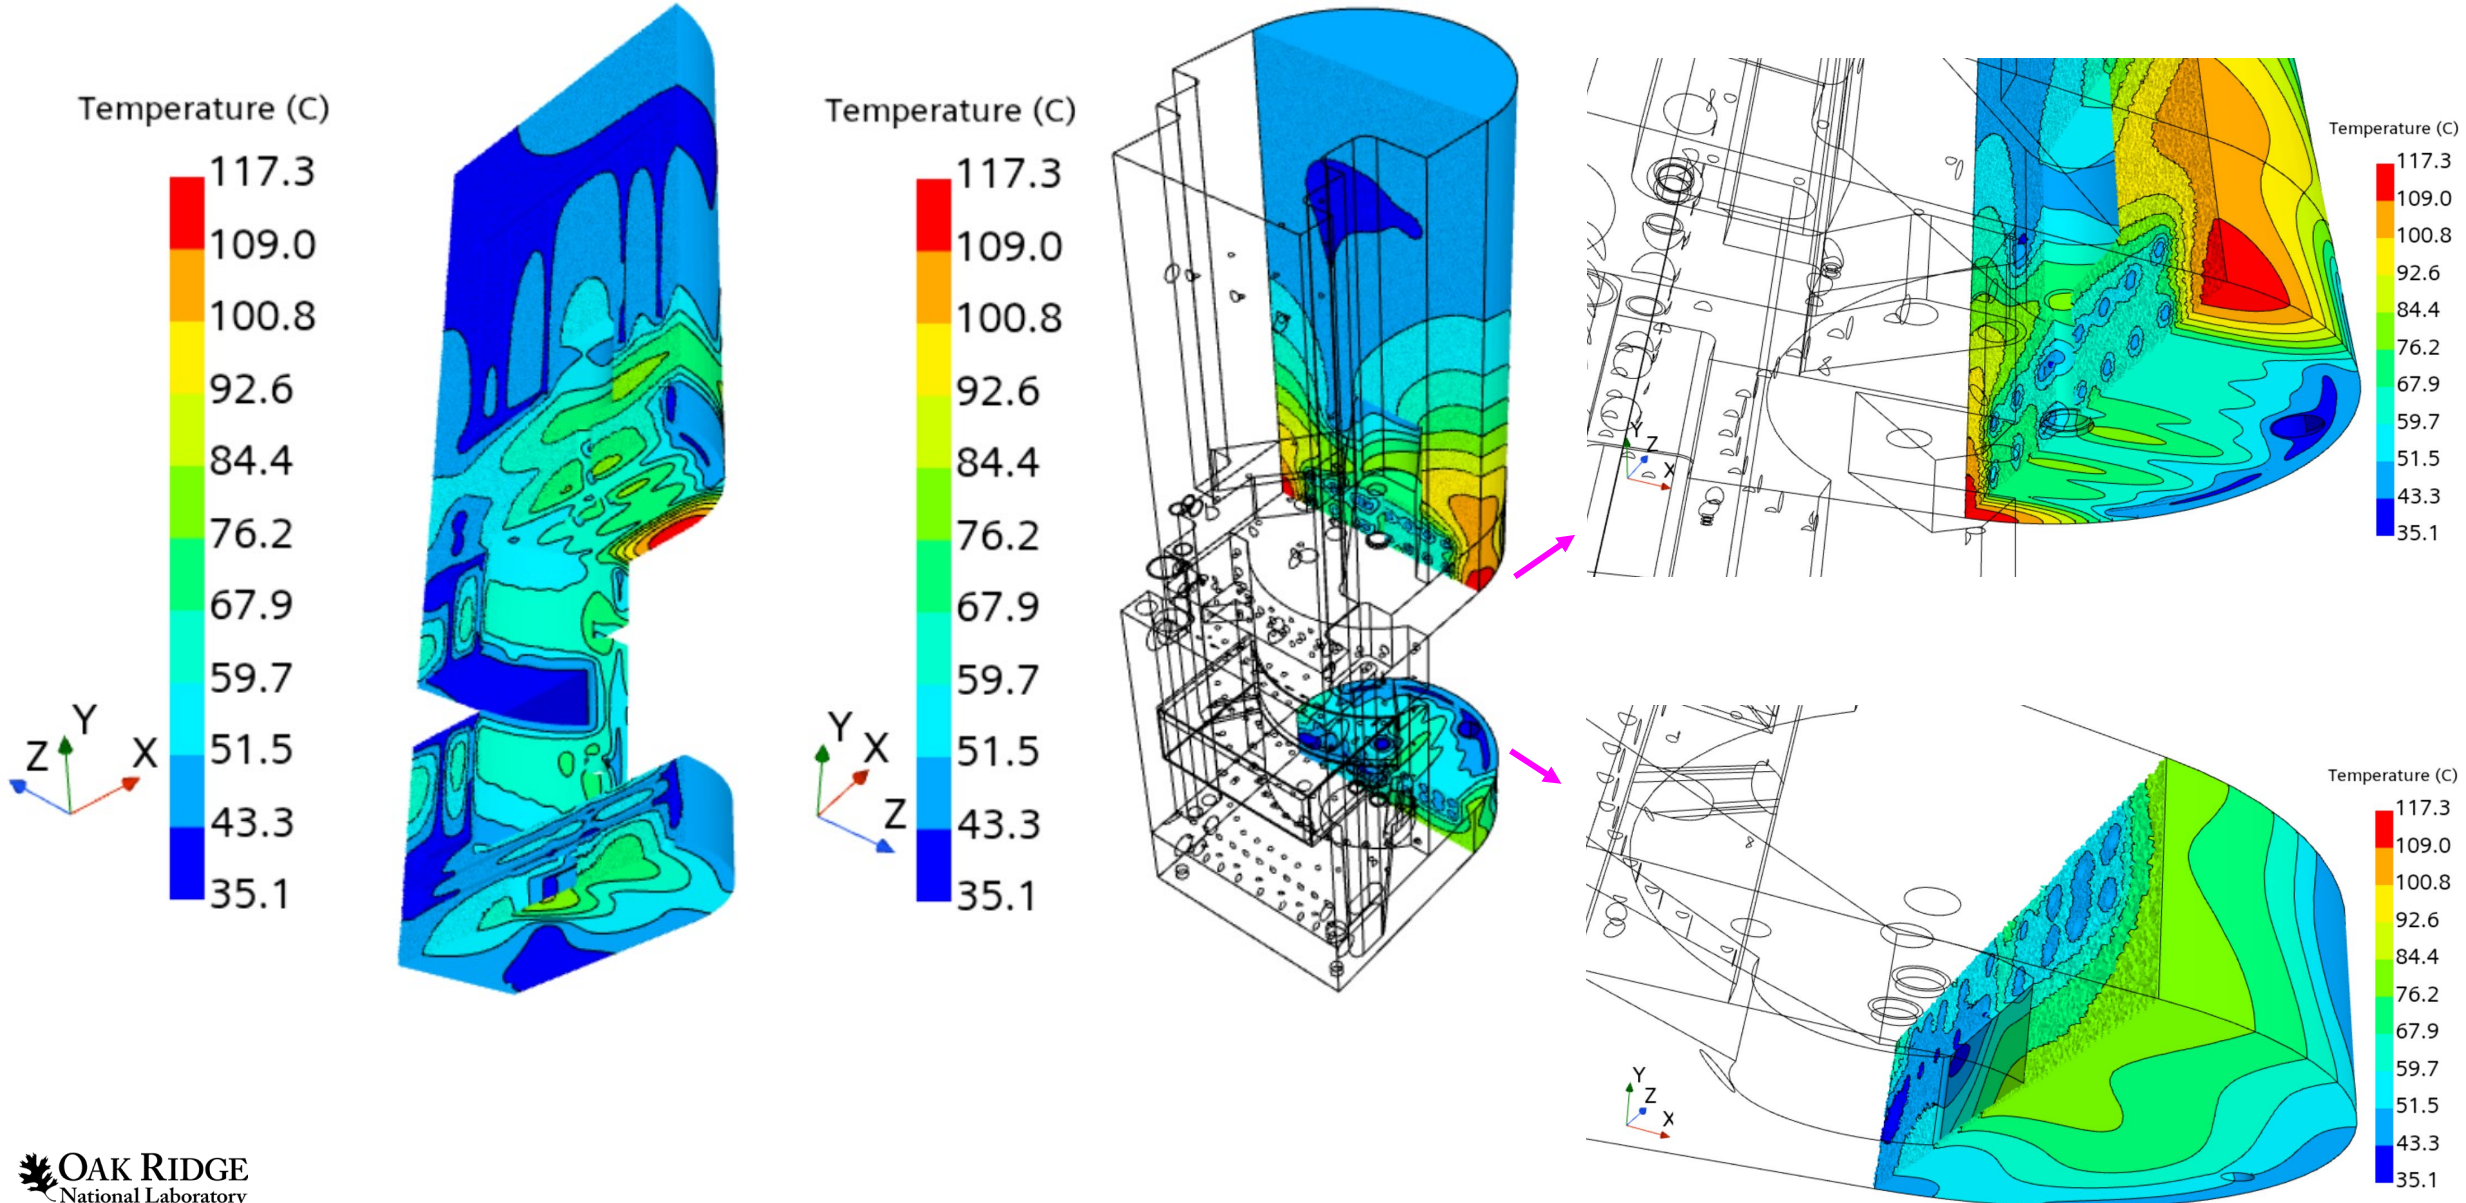 Temperature (C)
117.3
109.0
100.8
92.6
84.4
76.2
67.9
59.7
51.5
43.3
35.1
Y
Z
X
Temperature (C)
117.3
109.0
100.8
92.6
84.4
76.2
67.9
59.7
51.5
43.3
35.1
Y
X
Z
Temperature (C)
117.3
109.0
100.8
92.6
84.4
76.2
67.9
59.7
51.5
43.3
35.1
Y
Z
X
Temperature (C)
117.3
109.0
100.8
92.6
84.4
76.2
67.9
59.7
51.5
43.3
35.1
Y
Z
X
OAK RIDGE
National Laboratory